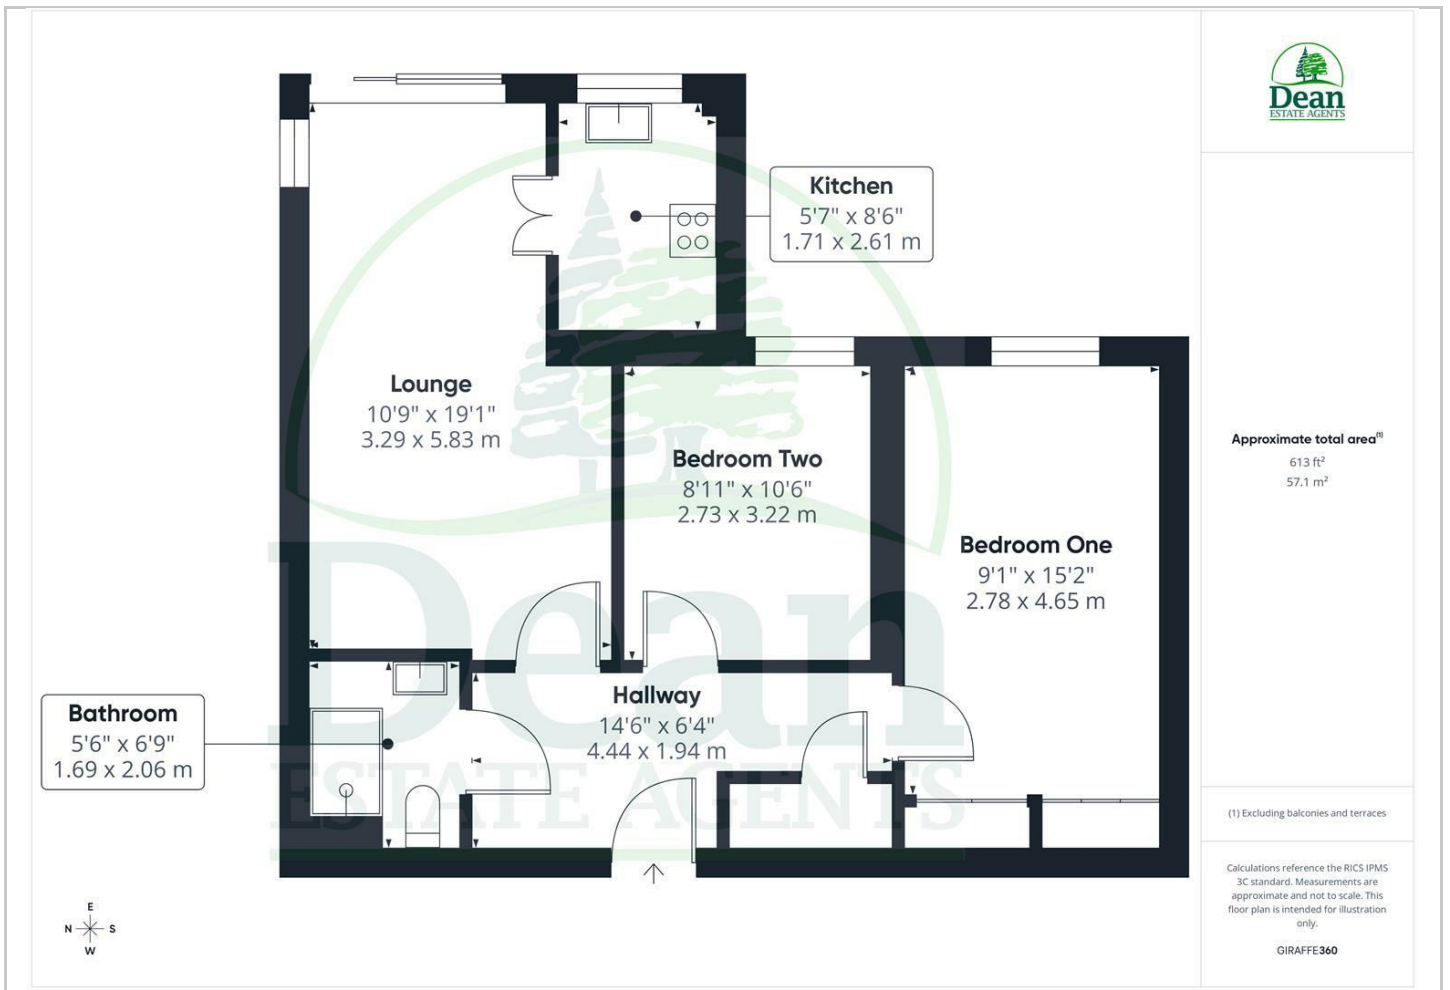 Dean
ESTATE AGENTS
Kitchen
5'7" x 8'6"
1.71 x 2.61 m
Lounge
10'9" x 19'1"
3.29 x 5.83 m
Bedroom Two
8'11" x 10'6"
2.73 x 3.22 m
Bedroom One
9'1" x 15'2"
2.78 x 4.65 m
Bathroom
5'6" x 6'9"
1.69 x 2.06 m
Hallway
14'6" x 6'4"
4.44 x 1.94 m
Dean
ESTATE AGENTS
E
N S
W
Approximate total area(1)
613 ft²
57.1 m²
(1) Excluding balconies and terraces
Calculations reference the RICS IPMS
3C standard. Measurements are
approximate and not to scale. This
floor plan is intended for illustration
only.
GIRAFFE360